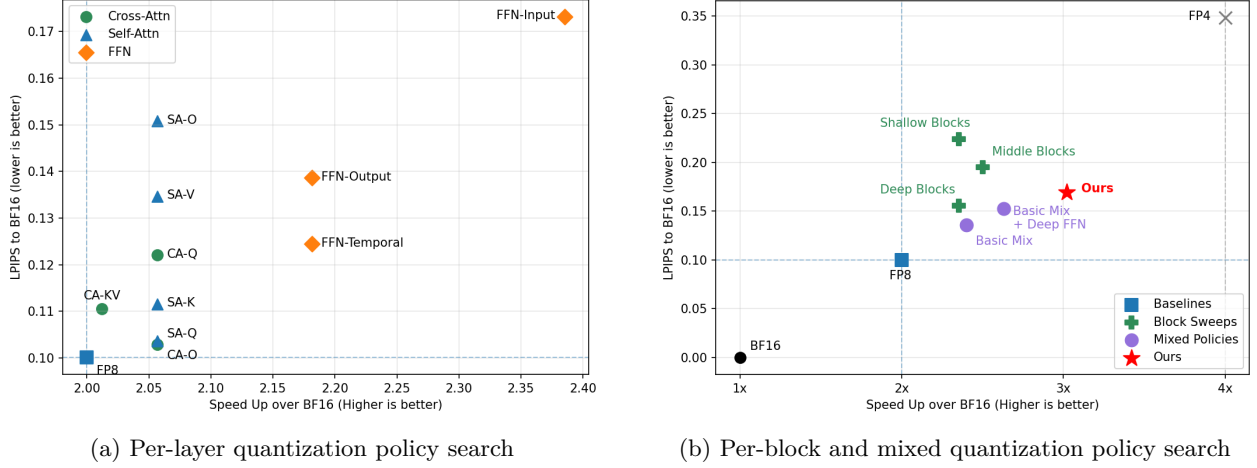 Cross-Attn
Self-Attn
FFN
FFN-Input
SA-O
FFN-Output
SA-V
FFN-Temporal
CA-Q
CA-KV
SA-K
SA-Q
CA-O
FP8
0.17
0.16
0.15
0.14
0.13
0.12
0.11
0.10
LPIPS to BF16 (lower is better)
2.00 2.05 2.10 2.15 2.20 2.25 2.30 2.35 2.40
Speed Up over BF16 (Higher is better)
(a) Per-layer quantization policy search
FP4
Shallow Blocks
Middle Blocks
Deep Blocks
Ours
Basic Mix
+ Deep FFN
Basic Mix
FP8
BF16
Baselines
Block Sweeps
Mixed Policies
Ours
0.35
0.30
0.25
0.20
0.15
0.10
0.05
0.00
LPIPS to BF16 (lower is better)
1x 2x 3x 4x
Speed Up over BF16 (Higher is better)
(b) Per-block and mixed quantization policy search